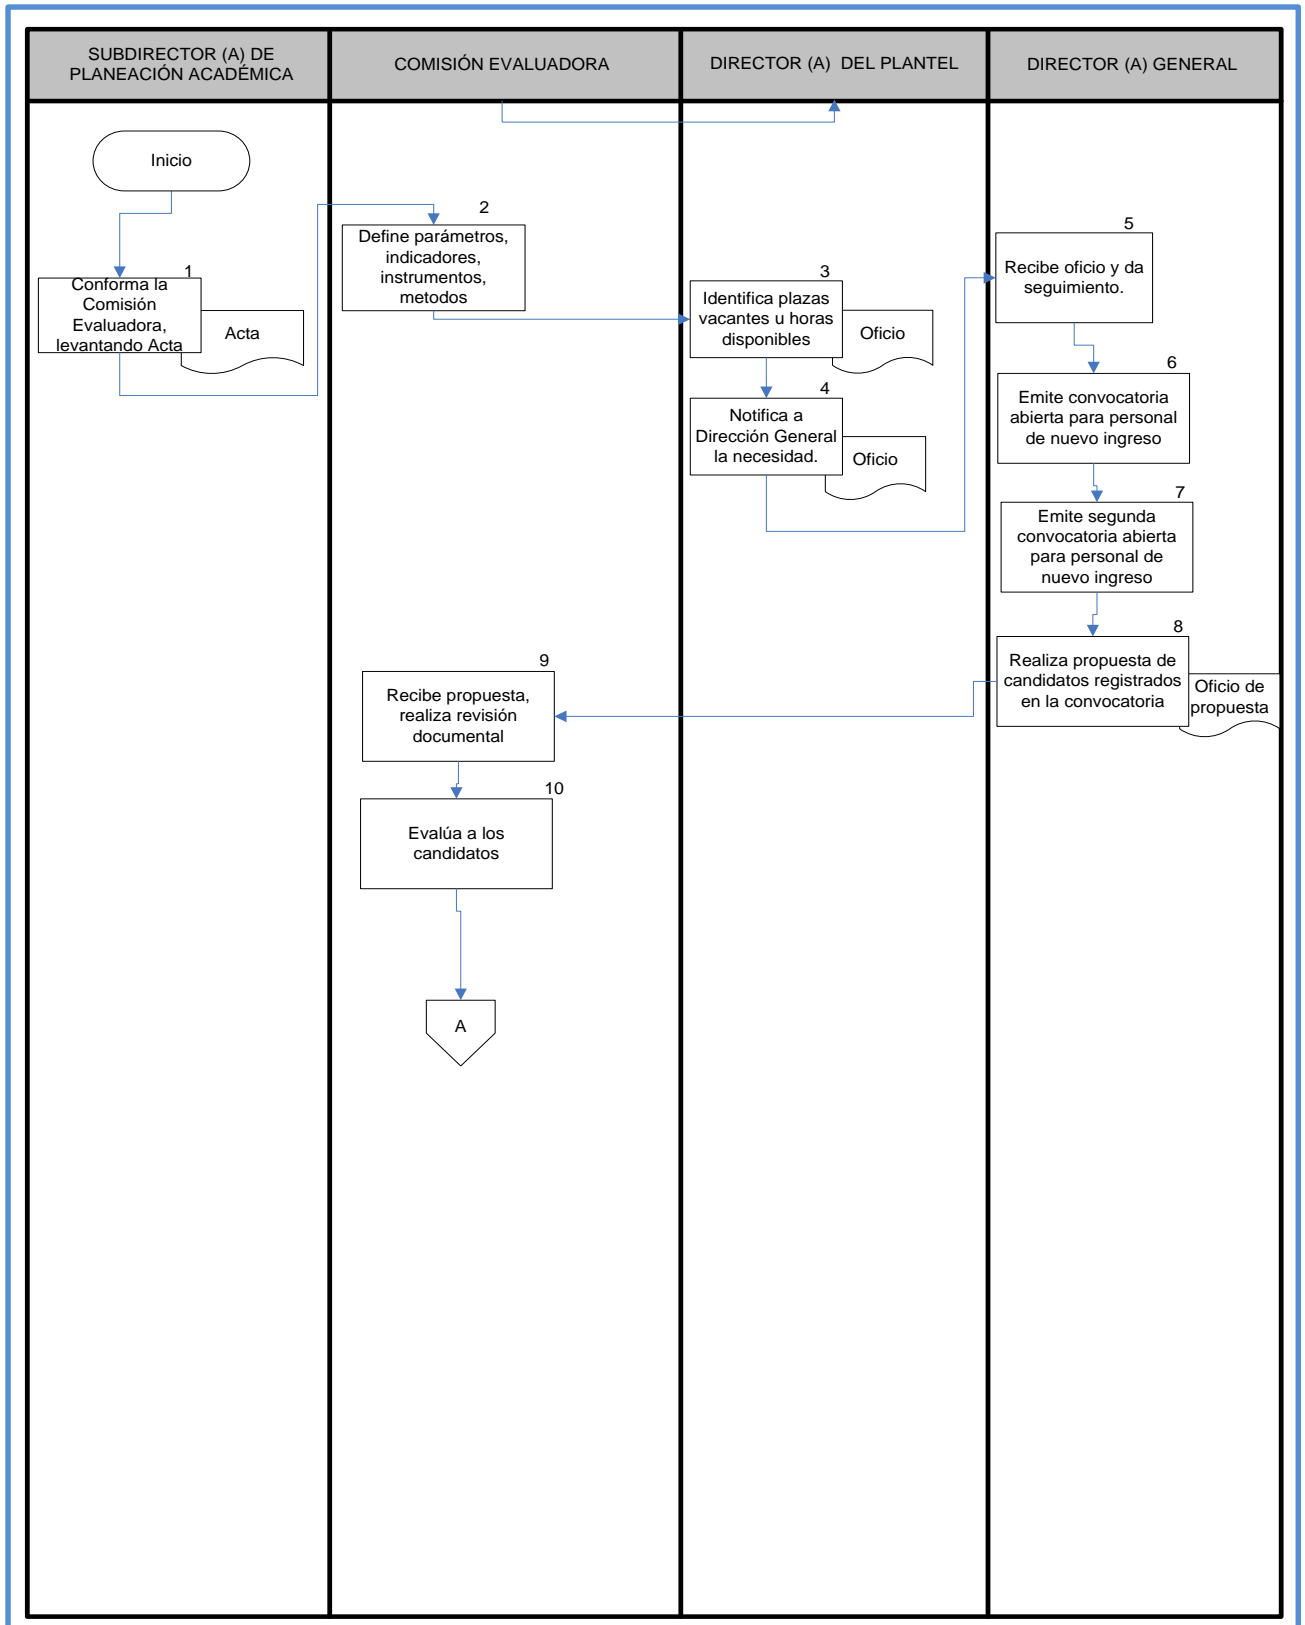 SUBDIRECTOR (A) DE
PLANEACIÓN ACADÉMICA
COMISIÓN EVALUADORA
DIRECTOR (A) DEL PLANTEL
DIRECTOR (A) GENERAL
Inicio
1
Conforma la
Comisión
Evaluadora,
levantando Acta
Acta
2
Define parámetros,
indicadores,
instrumentos,
metodos
3
Identifica plazas
vacantes u horas
disponibles
Oficio
4
Notifica a
Dirección General
la necesidad.
Oficio
5
Recibe oficio y da
seguimiento.
6
Emite convocatoria
abierta para personal
de nuevo ingreso
7
Emite segunda
convocatoria abierta
para personal de
nuevo ingreso
8
Realiza propuesta de
candidatos registrados
en la convocatoria
Oficio de
propuesta
9
Recibe propuesta,
realiza revisión
documental
10
Evalúa a los
candidatos
A